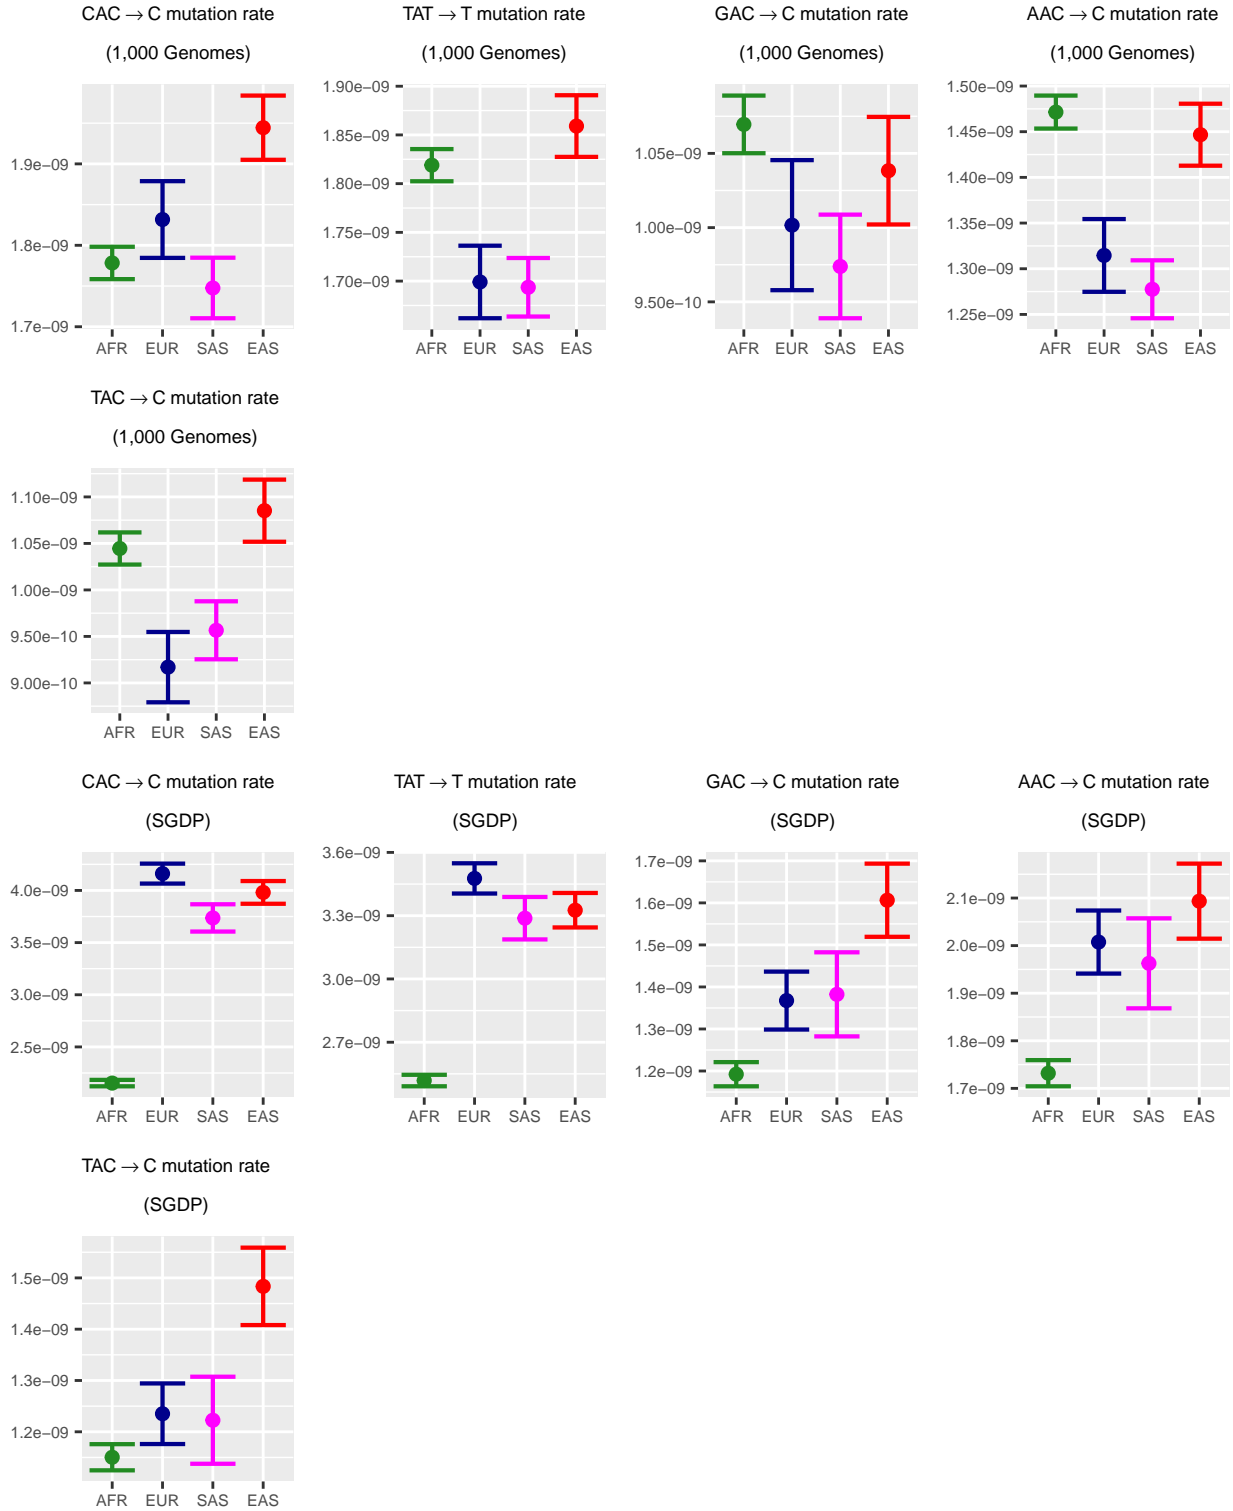 CAC → C mutation rate
(1,000 Genomes)
1.9e−09
1.8e−09
1.7e−09
AFR EUR SAS EAS
TAT → T mutation rate
(1,000 Genomes)
1.90e−09
1.85e−09
1.80e−09
1.75e−09
1.70e−09
AFR EUR SAS EAS
GAC → C mutation rate
(1,000 Genomes)
1.05e−09
1.00e−09
9.50e−10
AFR EUR SAS EAS
AAC → C mutation rate
(1,000 Genomes)
1.50e−09
1.45e−09
1.40e−09
1.35e−09
1.30e−09
1.25e−09
AFR EUR SAS EAS
TAC → C mutation rate
(1,000 Genomes)
1.10e−09
1.05e−09
1.00e−09
9.50e−10
9.00e−10
AFR EUR SAS EAS
CAC → C mutation rate
(SGDP)
4.0e−09
3.5e−09
3.0e−09
2.5e−09
AFR EUR SAS EAS
TAT → T mutation rate
(SGDP)
3.6e−09
3.3e−09
3.0e−09
2.7e−09
AFR EUR SAS EAS
GAC → C mutation rate
(SGDP)
1.7e−09
1.6e−09
1.5e−09
1.4e−09
1.3e−09
1.2e−09
AFR EUR SAS EAS
AAC → C mutation rate
(SGDP)
2.1e−09
2.0e−09
1.9e−09
1.8e−09
1.7e−09
AFR EUR SAS EAS
TAC → C mutation rate
(SGDP)
1.5e−09
1.4e−09
1.3e−09
1.2e−09
AFR EUR SAS EAS